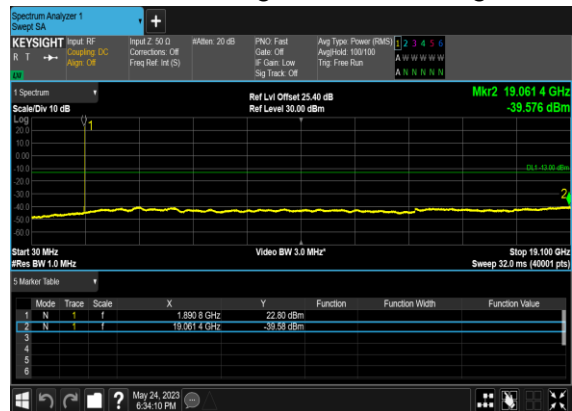 Spectrum Analyzer 1
Swept SA
KEYSIGHT
R T
Input: RF
Coupling: DC
Align: Off
Input Z: 50 Ω
Corrections: Off
Freq Ref: Int (S)
#Atten: 20 dB
PNO: Fast
Gate: Off
IF Gain: Low
Sig Track: Off
Avg Type: Power (RMS)
Avg|Hold: 100/100
Trig: Free Run
1 2 3 4 5 6
A W W W W W
A N N N N N
1 Spectrum
Scale/Div 10 dB
Ref Lvl Offset 25.40 dB
Ref Level 30.00 dBm
Mkr2 19.061 4 GHz
-39.576 dBm
Log
20.0
10.0
0.00
-10.0
-20.0
-30.0
-40.0
-50.0
-60.0
1
DL1 -13.00 dBm
2
Start 30 MHz
#Res BW 1.0 MHz
Video BW 3.0 MHz*
Stop 19.100 GHz
Sweep 32.0 ms (40001 pts)
5 Marker Table
Mode Trace Scale X Y Function Function Width Function Value
1 N 1 f 1.890 8 GHz 22.80 dBm
2 N 1 f 19.061 4 GHz -39.58 dBm
3
4
5
6
?
May 24, 2023
6:34:10 PM